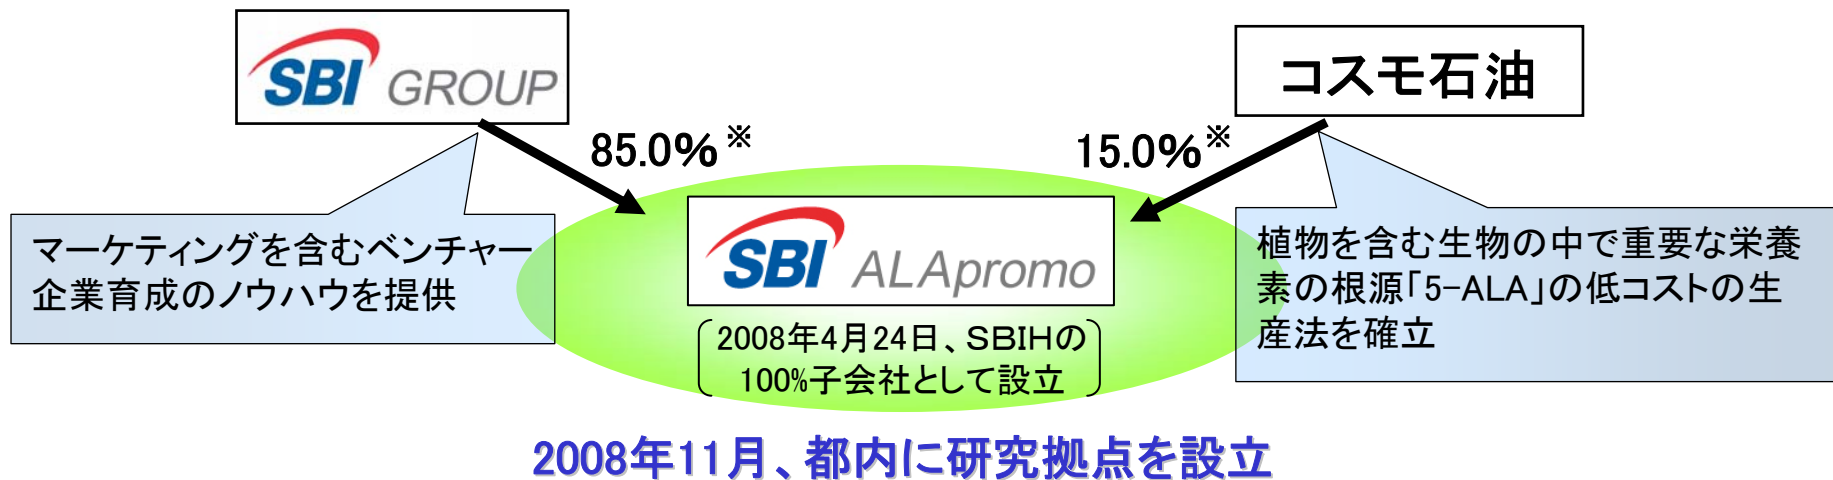 SBI GROUP
コスモ石油
85.0%※
15.0%※
マーケティングを含むベンチャー
企業育成のノウハウを提供
SBI ALApromo
2008年4月24日、SBIHの
100%子会社として設立
植物を含む生物の中で重要な栄養
素の根源「5-ALA」の低コストの生
産法を確立
2008年11月、都内に研究拠点を設立